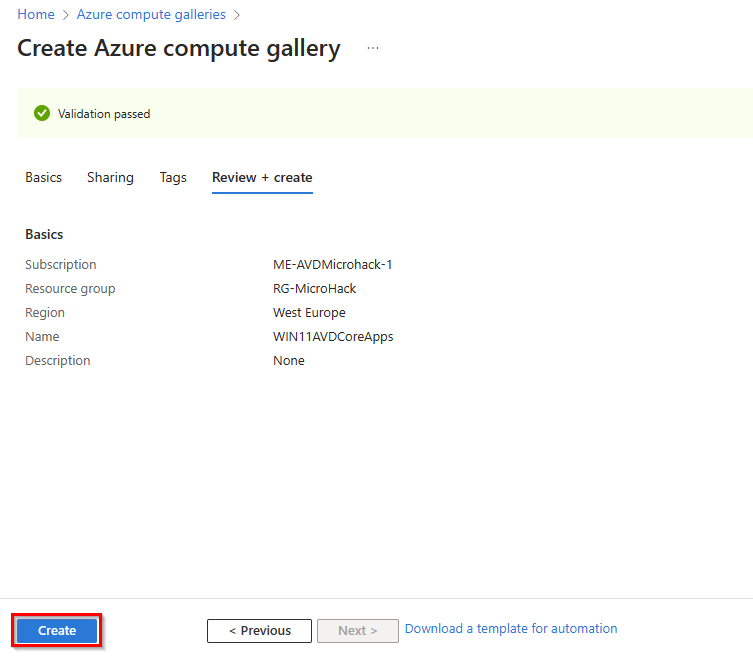 Home > Azure compute galleries >
Create Azure compute gallery ...
Validation passed
Basics Sharing Tags Review + create
Basics
Subscription ME-AVDMicrohack-1
Resource group RG-MicroHack
Region West Europe
Name WIN11AVDCoreApps
Description None
Create < Previous Next > Download a template for automation